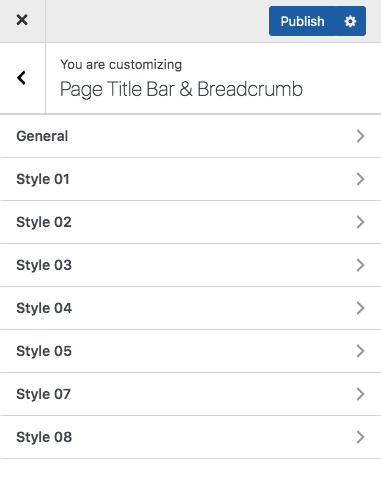 Publish
You are customizing
Page Title Bar & Breadcrumb
General
Style 01
Style 02
Style 03
Style 04
Style 05
Style 07
Style 08